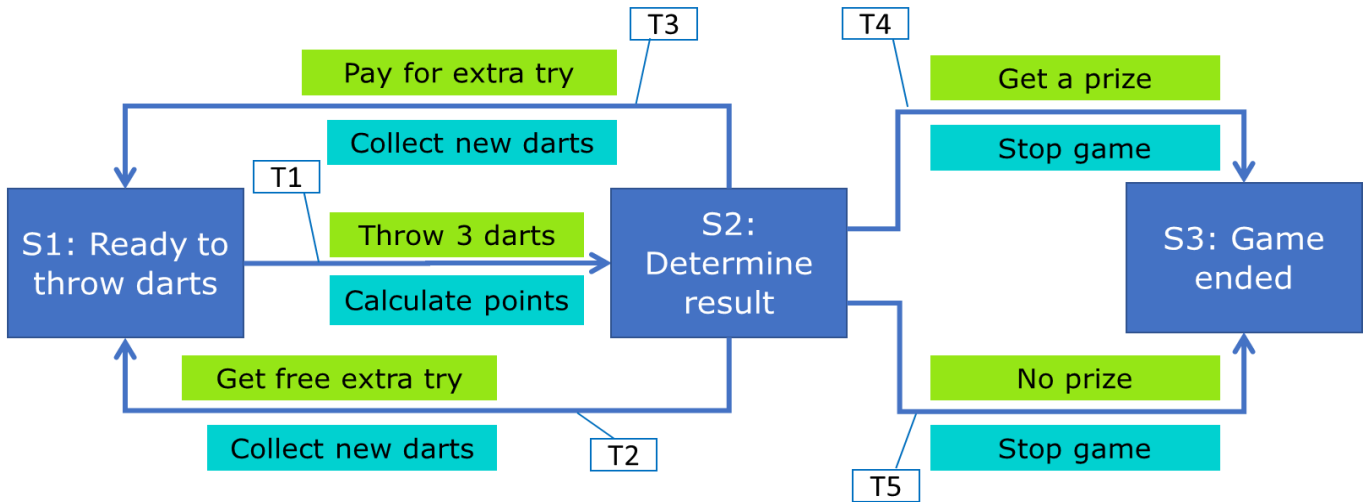 T3
T4
Pay for extra try
Get a prize
Collect new darts
Stop game
T1
S1: Ready to
throw darts
Throw 3 darts
Calculate points
S2:
Determine
result
S3: Game
ended
Get free extra try
No prize
Collect new darts
T2
Stop game
T5